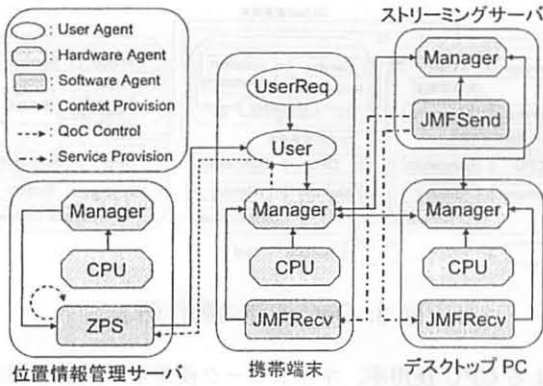 : User Agent
: Hardware Agent
: Software Agent
: Context Provision
: QoC Control
: Service Provision
ストリーミングサーバ
Manager
JMFSend
UserReq
User
Manager
CPU
JMFRecv
携帯端末
Manager
CPU
ZPS
位置情報管理サーバ
Manager
CPU
JMFRecv
デスクトップPC